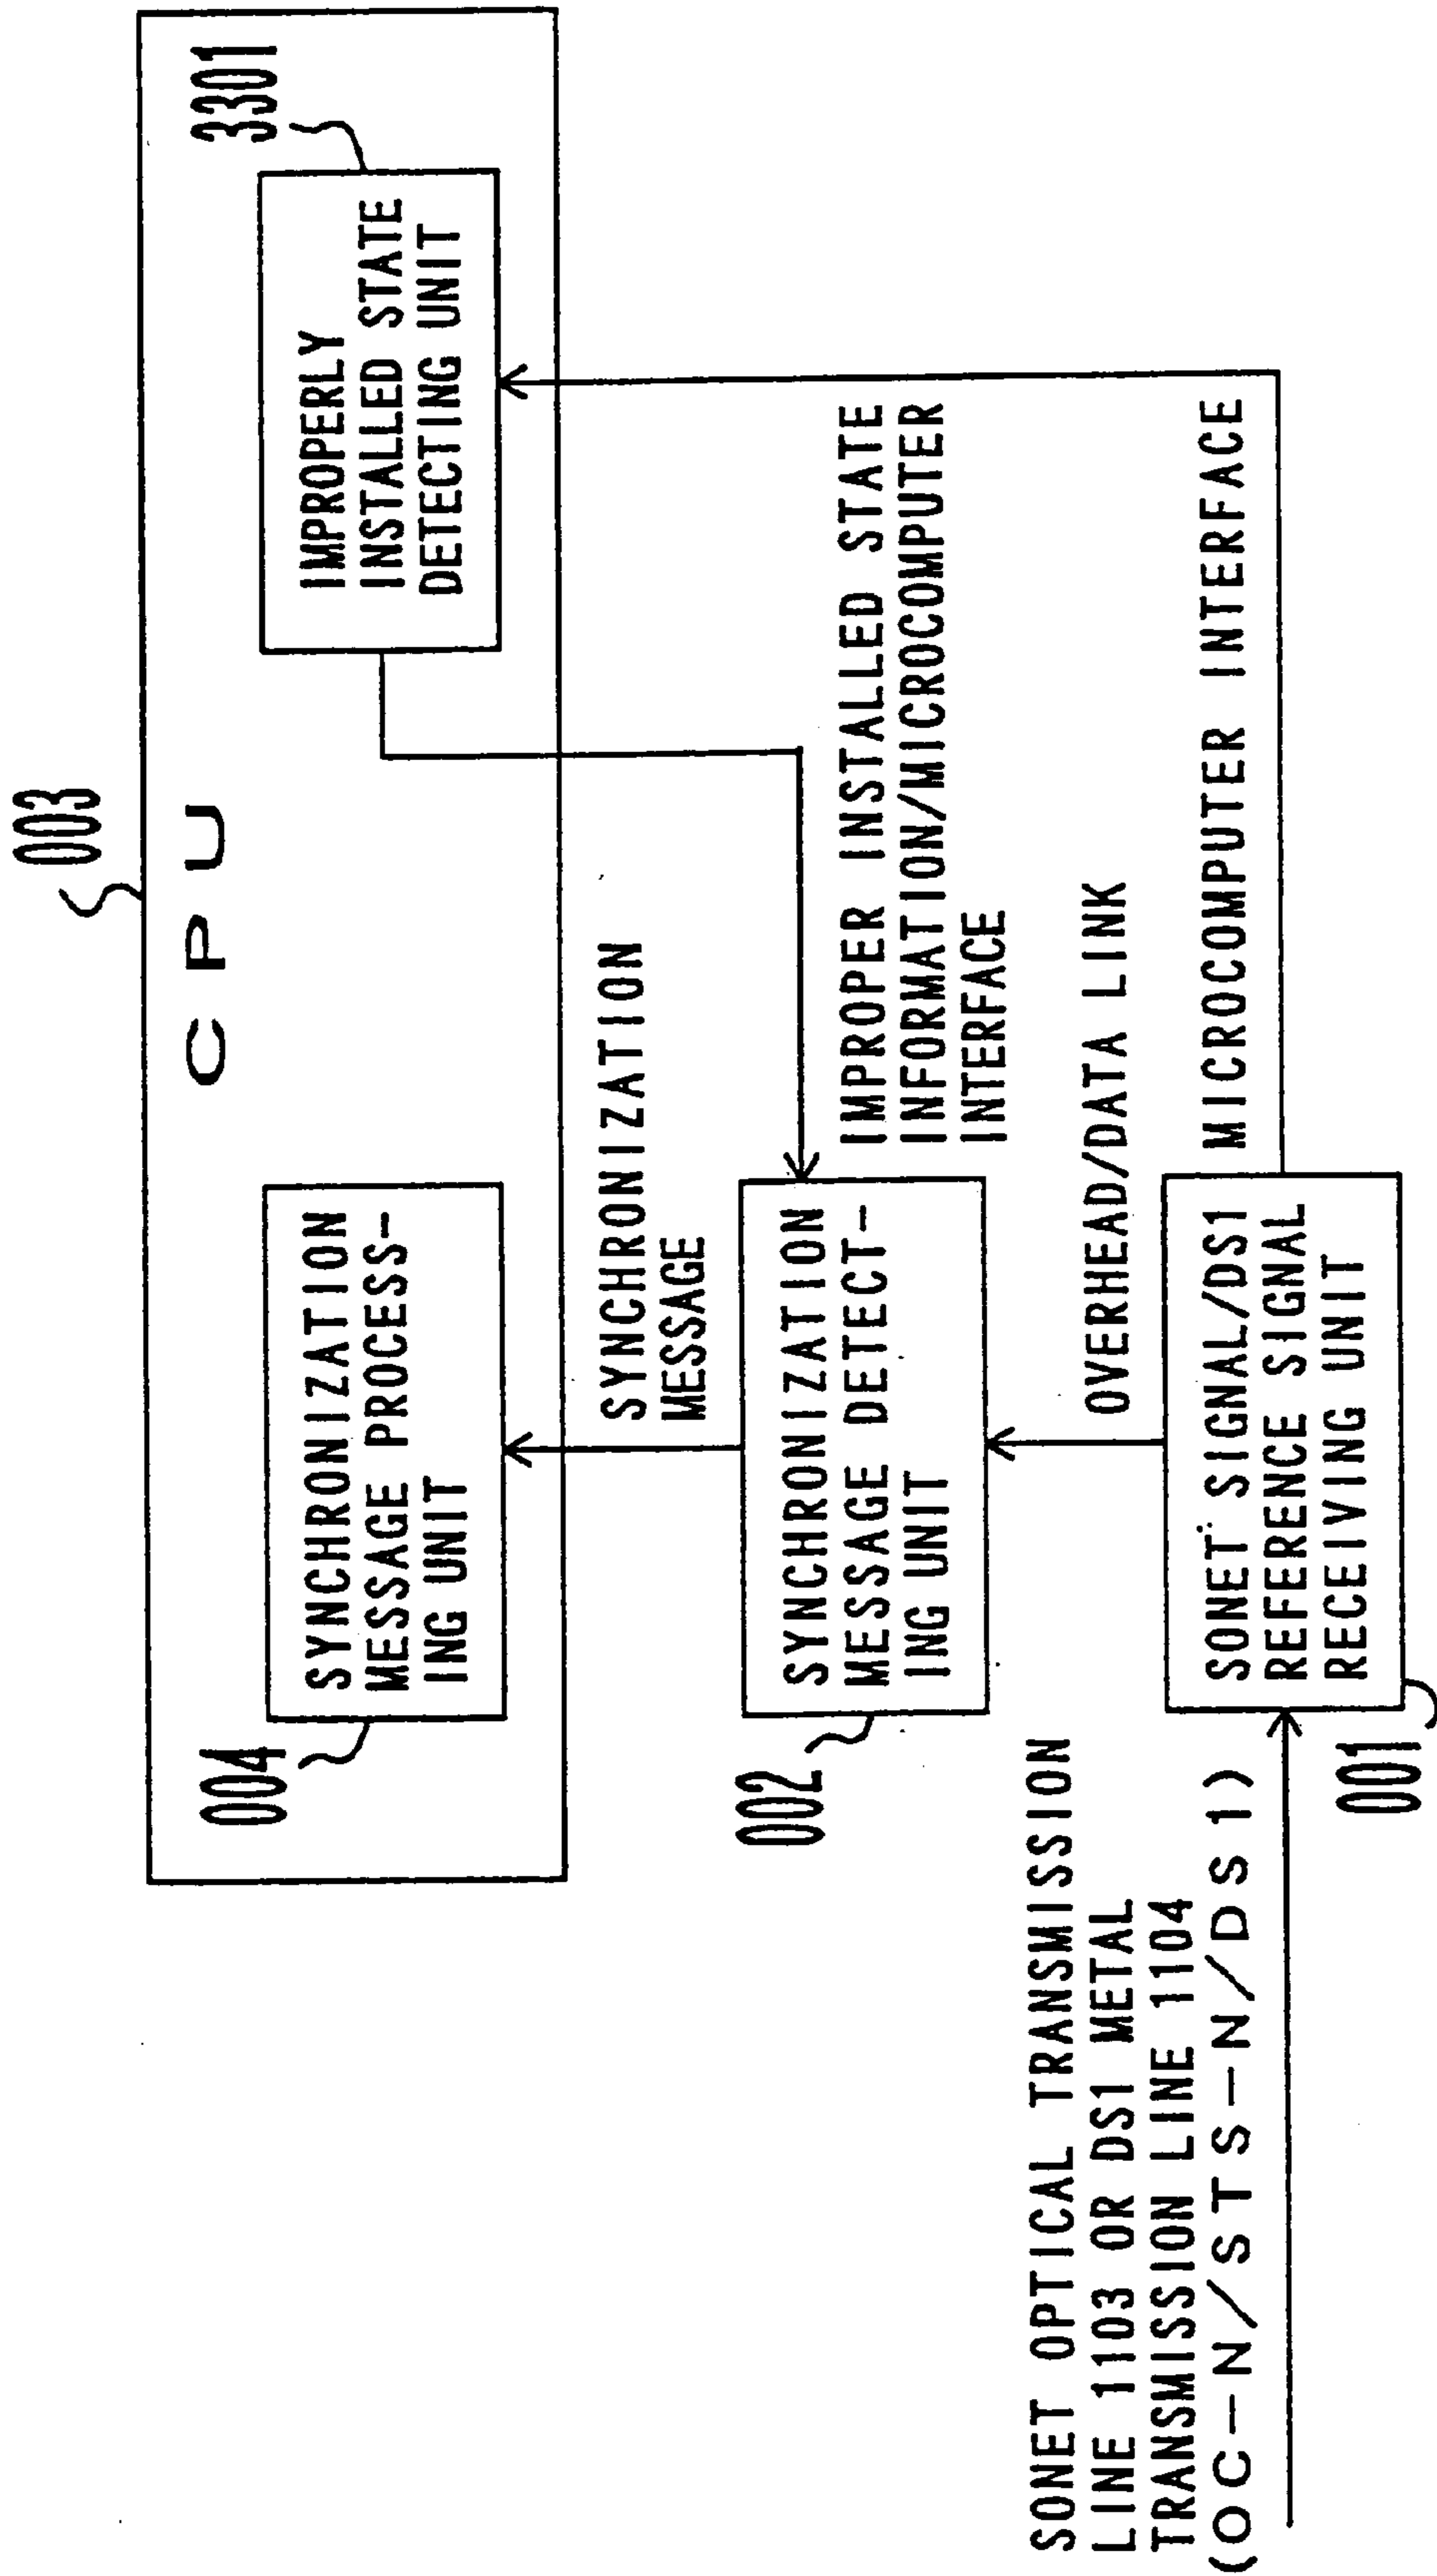 003
CPU
3301
IMPROPERLY
INSTALLED STATE
DETECTING UNIT
004
SYNCHRONIZATION
MESSAGE PROCESS-
ING UNIT
SYNCHRONIZATION
MESSAGE
002
SYNCHRONIZATION
MESSAGE DETECT-
ING UNIT
IMPROPER INSTALLED STATE
INFORMATION/MICROCOMPUTER
INTERFACE
OVERHEAD/DATA LINK
SONET OPTICAL TRANSMISSION
LINE 1103 OR DS1 METAL
TRANSMISSION LINE 1104
(OC-N/STS-N/DS1)
001
SONET SIGNAL/DS1
REFERENCE SIGNAL
RECEIVING UNIT
MICROCOMPUTER INTERFACE